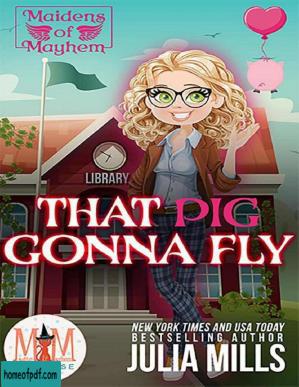 Maidens
of
Mayhem
LIBRARY
THAT PIG
GONNA FLY
NEW YORK TIMES AND USA TODAY
BESTSELLING AUTHOR
JULIA MILLS
homeofpdf.com